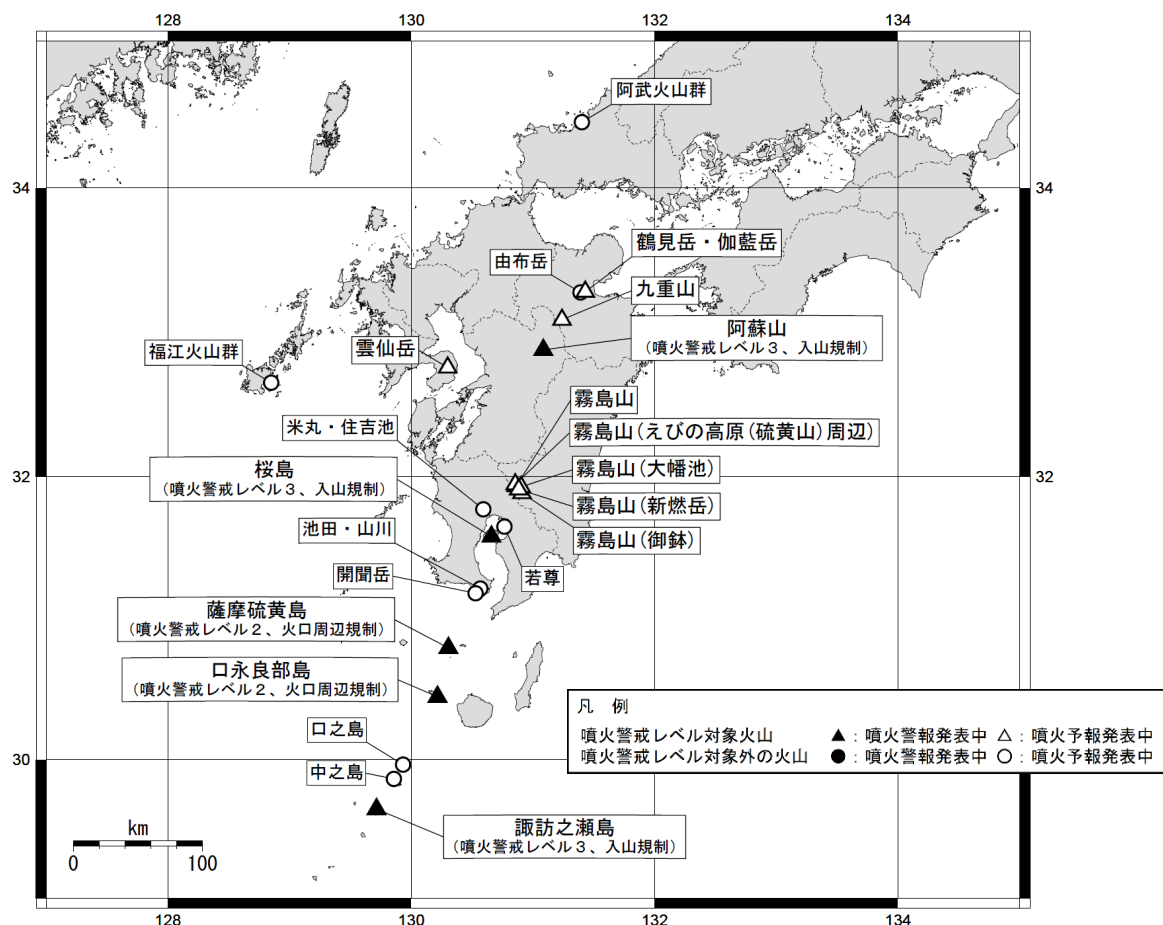 128
130
132
134
阿武火山群
34
34
鶴見岳・伽藍岳
由布岳
九重山
阿蘇山
(噴火警戒レベル3、入山規制)
雲仙岳
福江火山群
霧島山
米丸・住吉池
霧島山(えびの高原(硫黄山)周辺)
32
32
桜島
(噴火警戒レベル3、入山規制)
霧島山(大幡池)
霧島山(新燃岳)
池田・山川
霧島山(御鉢)
開聞岳
若尊
薩摩硫黄島
(噴火警戒レベル2、火口周辺規制)
口永良部島
(噴火警戒レベル2、火口周辺規制)
凡 例
噴火警戒レベル対象火山 ▲:噴火警報発表中 △:噴火予報発表中
噴火警戒レベル対象外の火山 ●:噴火警報発表中 ○:噴火予報発表中
口之島
30
中之島
諏訪之瀬島
(噴火警戒レベル3、入山規制)
km
0 100
128
130
132
134